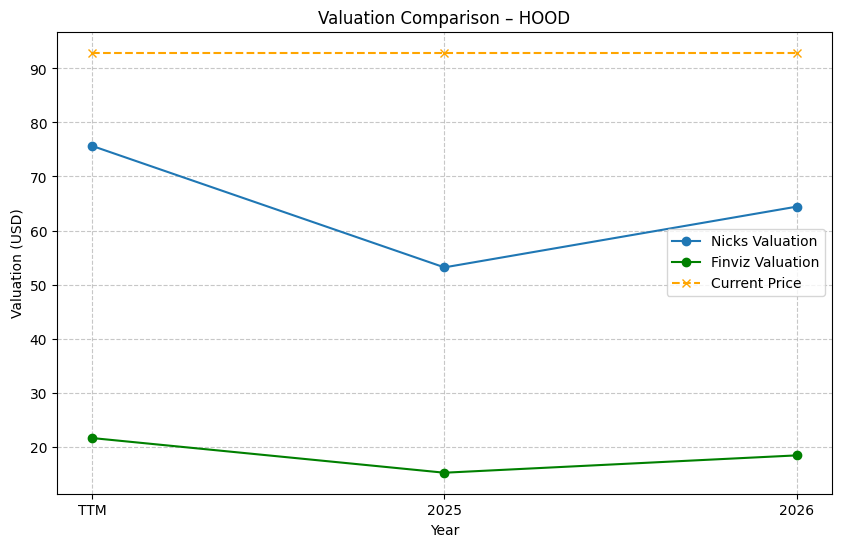 Valuation Comparison – HOOD
Valuation (USD)
90
80
70
60
50
40
30
20
Nicks Valuation
Finviz Valuation
Current Price
TTM 2025 2026
Year